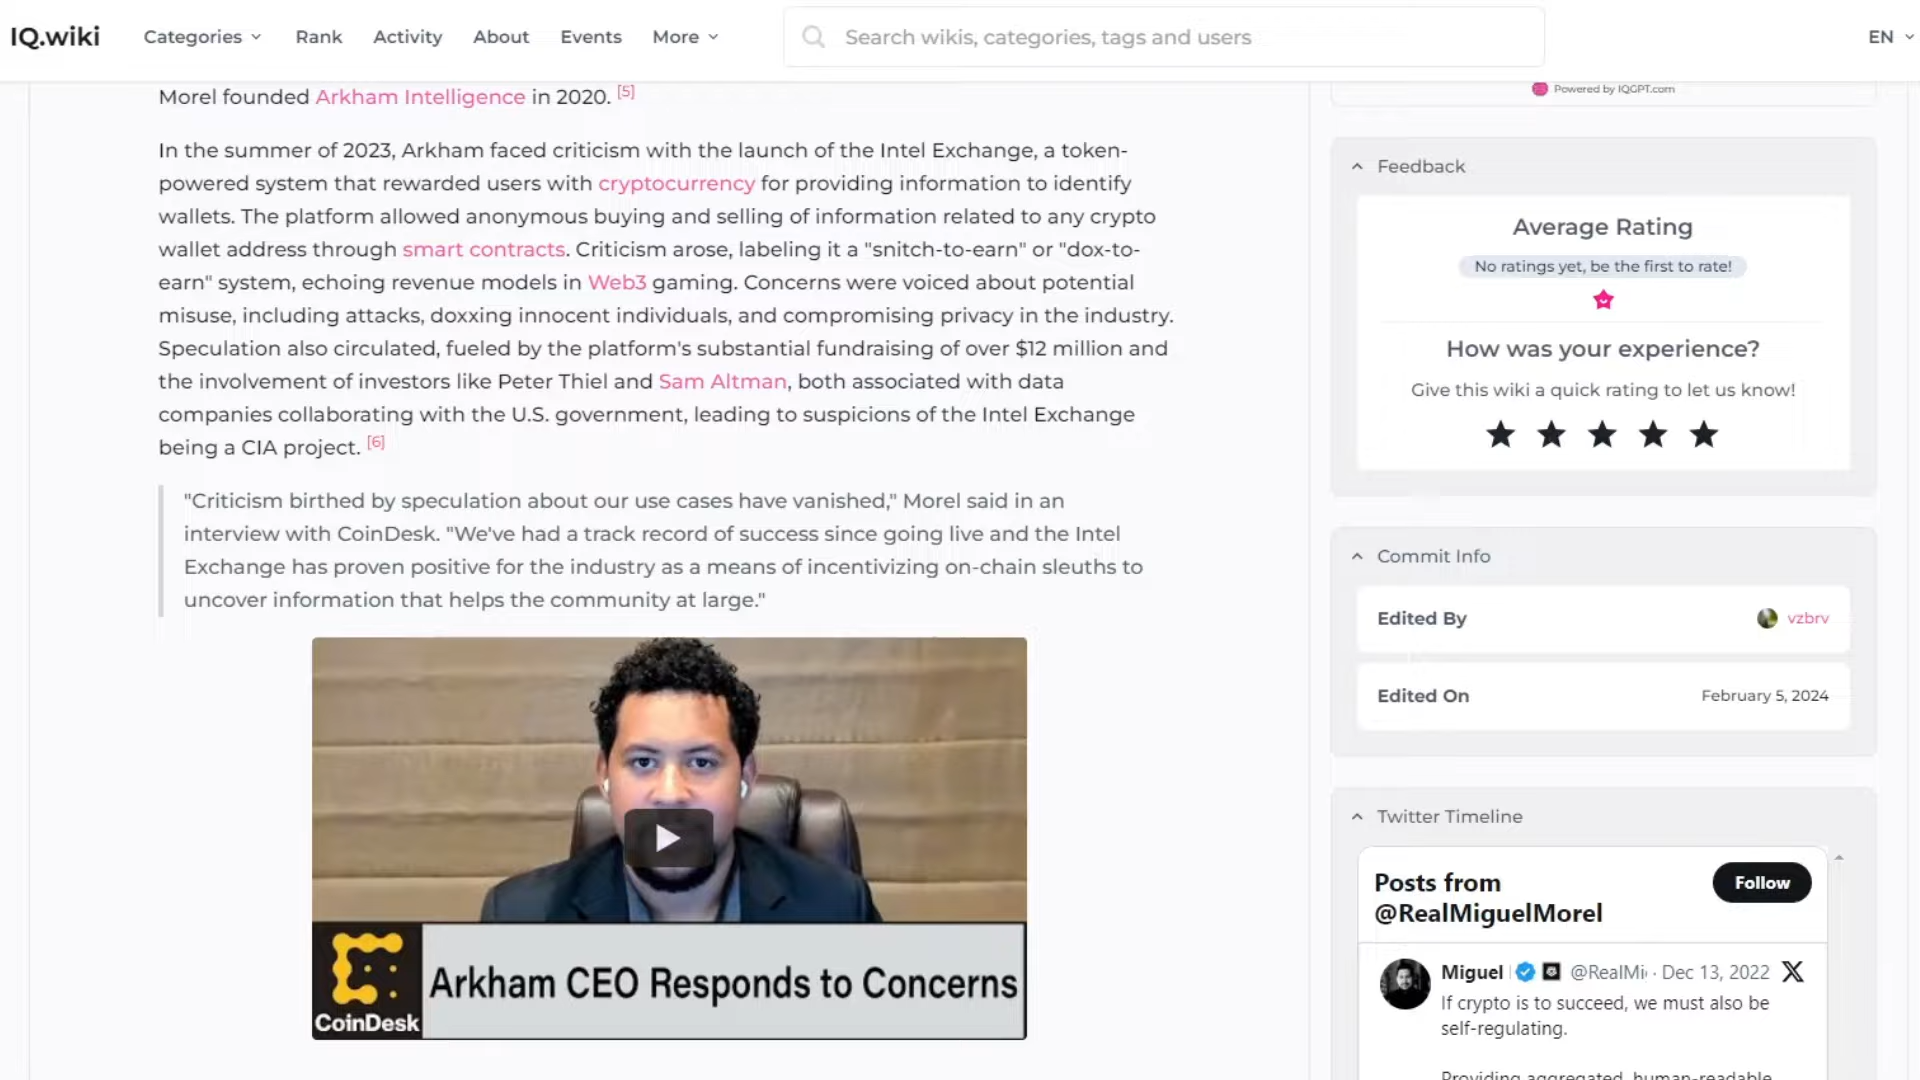 IQ.wiki
Categories
Rank
Activity
About
Events
More
Search wikis, categories, tags and users
EN
Morel founded Arkham Intelligence in 2020. [5]
In the summer of 2023, Arkham faced criticism with the launch of the Intel Exchange, a token-
powered system that rewarded users with cryptocurrency for providing information to identify
wallets. The platform allowed anonymous buying and selling of information related to any crypto
wallet address through smart contracts. Criticism arose, labeling it a "snitch-to-earn" or "dox-to-
earn" system, echoing revenue models in Web3 gaming. Concerns were voiced about potential
misuse, including attacks, doxxing innocent individuals, and compromising privacy in the industry.
Speculation also circulated, fueled by the platform's substantial fundraising of over $12 million and
the involvement of investors like Peter Thiel and Sam Altman, both associated with data
companies collaborating with the U.S. government, leading to suspicions of the Intel Exchange
being a CIA project. [6]
"Criticism birthed by speculation about our use cases have vanished," Morel said in an
interview with CoinDesk. "We've had a track record of success since going live and the Intel
Exchange has proven positive for the industry as a means of incentivizing on-chain sleuths to
uncover information that helps the community at large."
CoinDesk
Arkham CEO Responds to Concerns
Powered by IQGPT.com
Feedback
Average Rating
No ratings yet, be the first to rate!
How was your experience?
Give this wiki a quick rating to let us know!
Commit Info
Edited By
vzbrv
Edited On
February 5, 2024
Twitter Timeline
Posts from
@RealMiguelMorel
Follow
Miguel @RealMi · Dec 13, 2022
If crypto is to succeed, we must also be
self-regulating.
Providing aggregated, human-readable